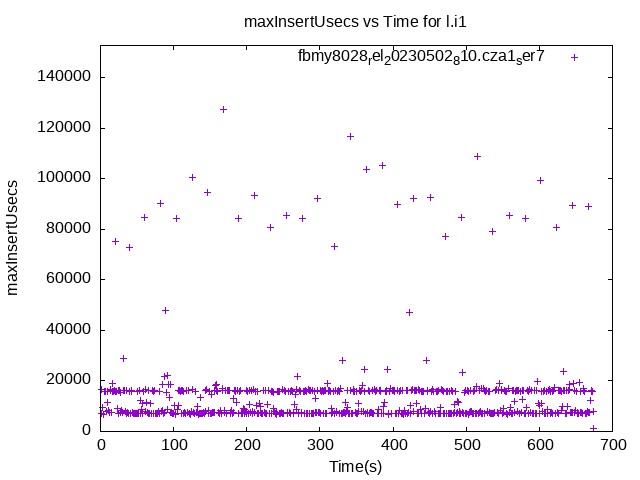 maxInsertUsecs vs Time for l.i1
fbmy8028rel20230502810.cza1ser7
140000
120000
100000
80000
60000
40000
20000
0
maxInsertUsecs
0 100 200 300 400 500 600 700
Time(s)